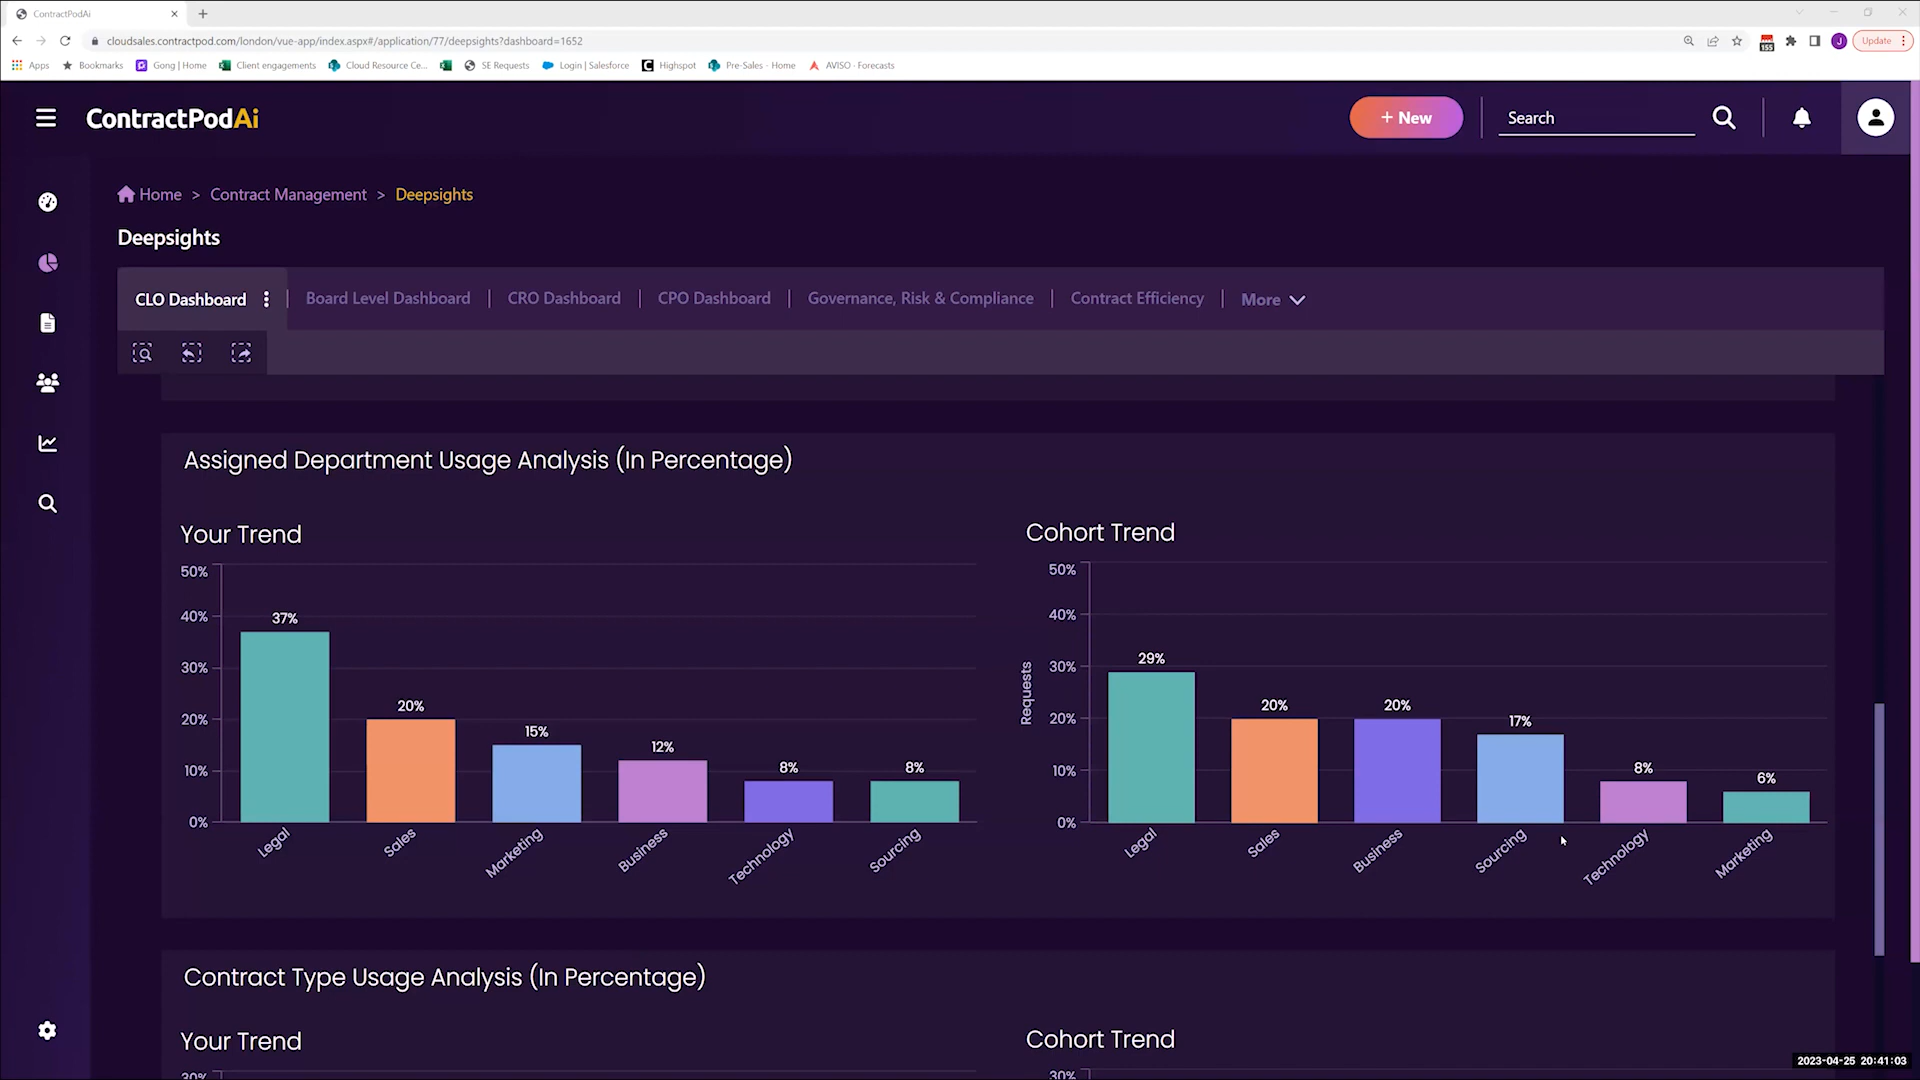 ContractPodAi
cloudsales.contractpod.com/london/vue-app/index.aspx#/application/77/deepsights?dashboard=1652
155
J
Update
Apps
Bookmarks
Gong | Home
Client engagements
Cloud Resource Ce...
SE Requests
Login | Salesforce
Highspot
Pre-Sales - Home
AVISO - Forecasts
ContractPodAi
+ New
Search
Home > Contract Management > Deepsights
Deepsights
CLO Dashboard
Board Level Dashboard
CRO Dashboard
CPO Dashboard
Governance, Risk & Compliance
Contract Efficiency
More
Assigned Department Usage Analysis (In Percentage)
Your Trend
50%
40%
30%
20%
10%
0%
37%
20%
15%
12%
8%
8%
Legal
Sales
Marketing
Business
Technology
Sourcing
Cohort Trend
Requests
50%
40%
30%
20%
10%
0%
29%
20%
20%
17%
8%
6%
Legal
Sales
Business
Sourcing
Technology
Marketing
Contract Type Usage Analysis (In Percentage)
Your Trend
30%
Cohort Trend
30%
2023-04-25 20:41:03